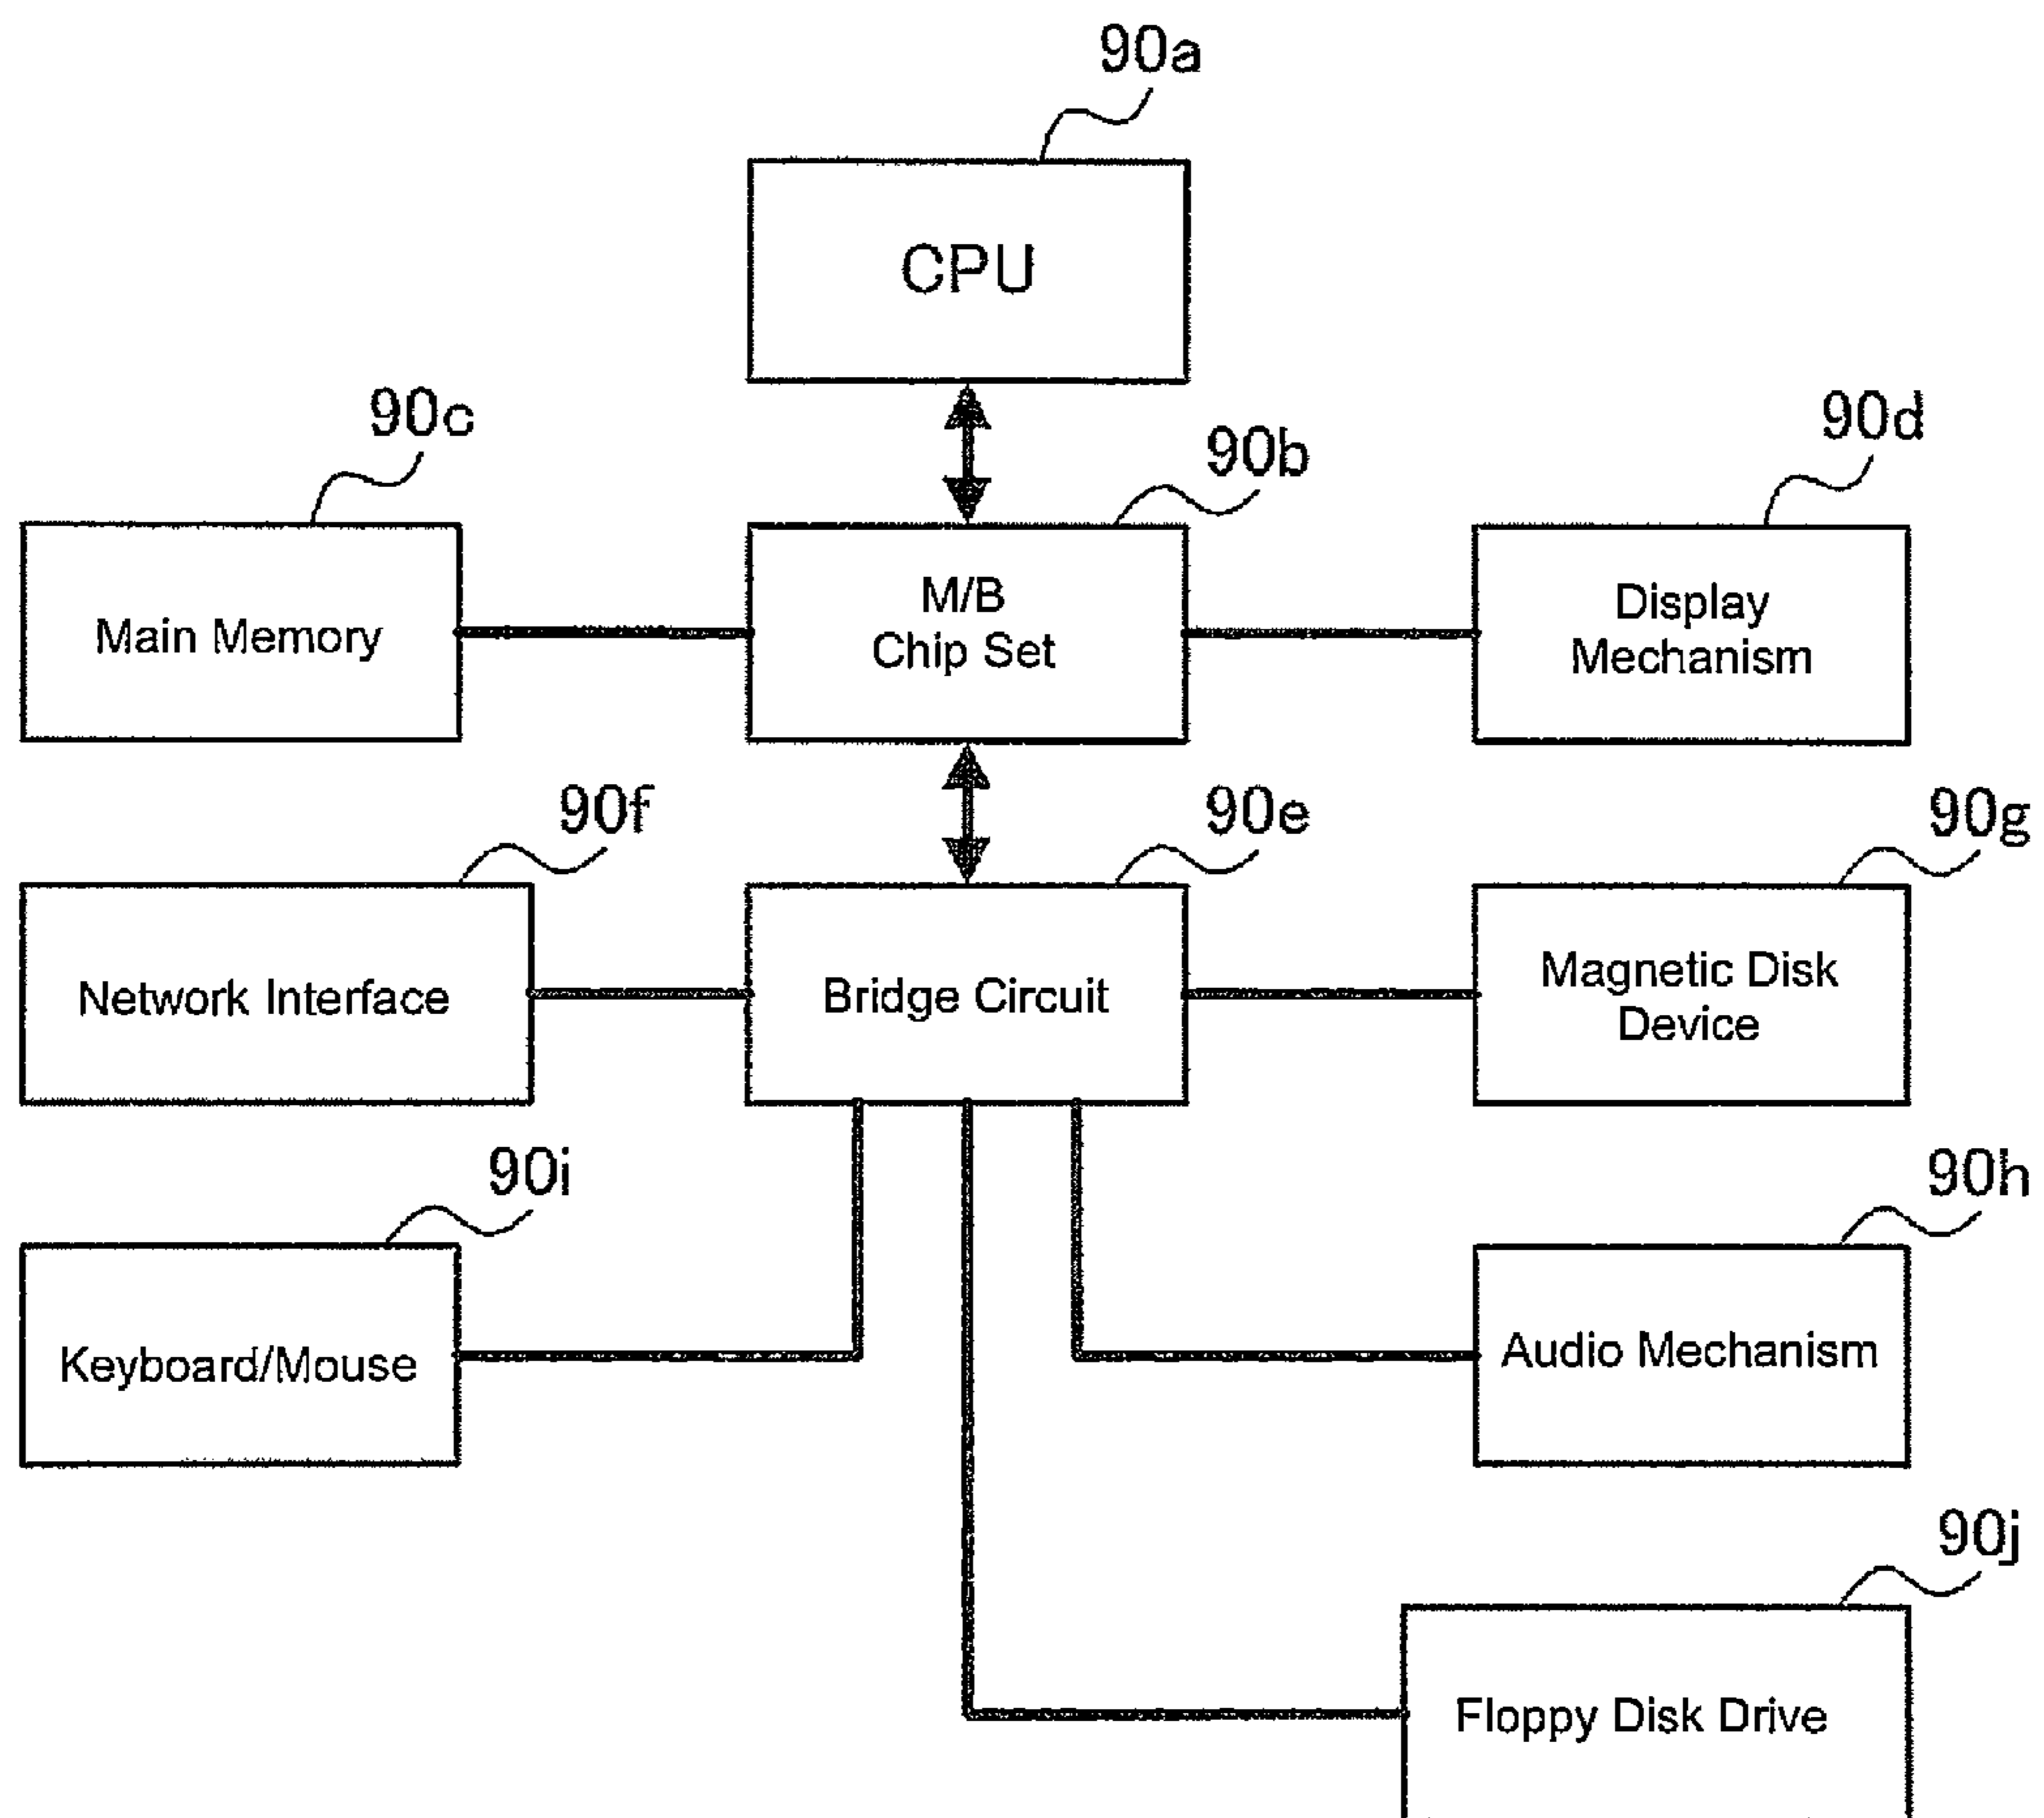 90a
CPU
90c
90b
90d
Main Memory
M/B
Chip Set
Display
Mechanism
90f
90e
90g
Network Interface
Bridge Circuit
Magnetic Disk
Device
90i
90h
Keyboard/Mouse
Audio Mechanism
90j
Floppy Disk Drive